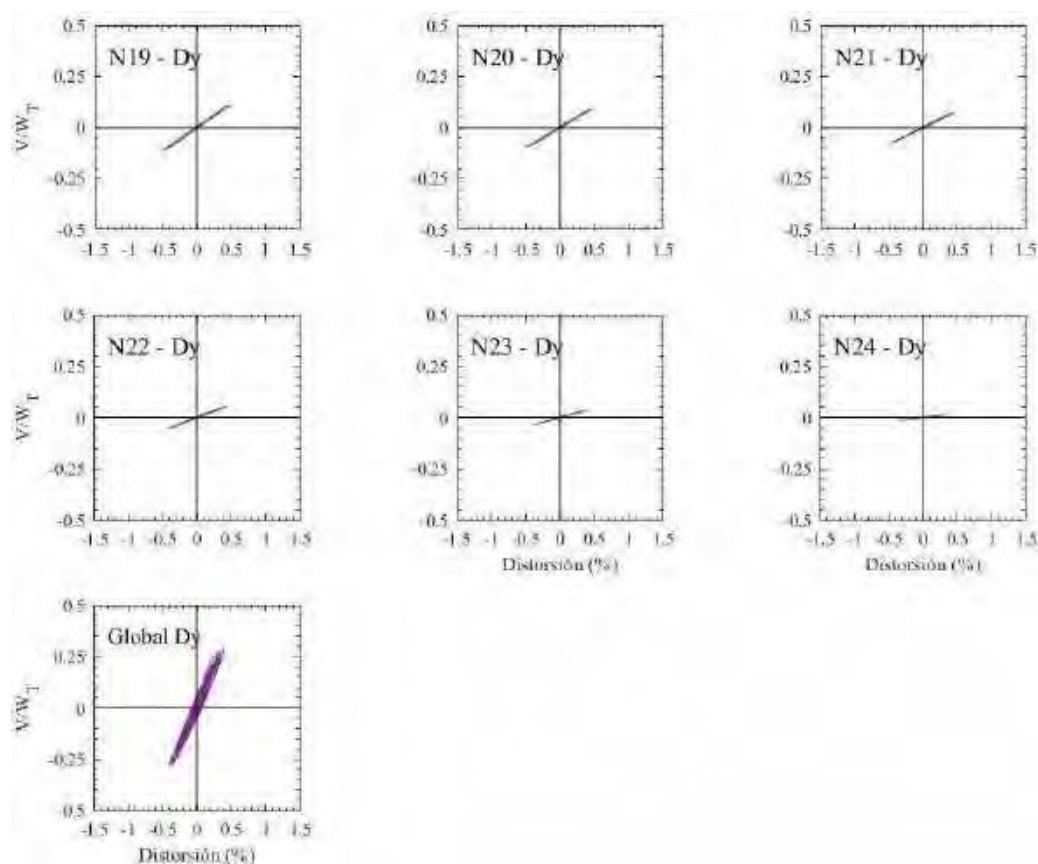 0.5 0.5 0.5
N19 - Dy N20 - Dy N21 - Dy
0.25 0.25 0.25
V/W_T
0 0 0
-0.25 -0.25 -0.25
-0.5 -0.5 -0.5
-1.5 -1 -0.5 0 0.5 1 1.5 -1.5 -1 -0.5 0 0.5 1 1.5 -1.5 -1 -0.5 0 0.5 1 1.5
0.5 0.5 0.5
N22 - Dy N23 - Dy N24 - Dy
0.25 0.25 0.25
V/W_T
0 0 0
-0.25 -0.25 -0.25
-0.5 -0.5 -0.5
-1.5 -1 -0.5 0 0.5 1 1.5 -1.5 -1 -0.5 0 0.5 1 1.5 -1.5 -1 -0.5 0 0.5 1 1.5
Distorsión (%) Distorsión (%)
0.5
Global Dy
0.25
V/W_T
0
-0.25
-0.5
-1.5 -1 -0.5 0 0.5 1 1.5
Distorsión (%)